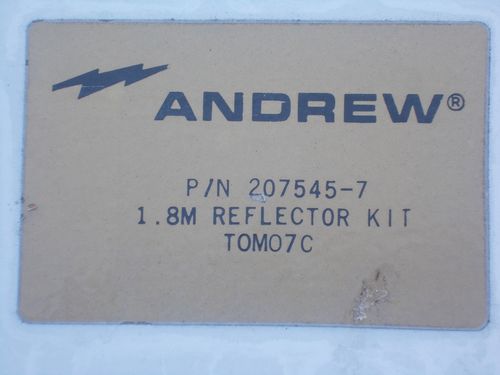 ANDREW®
P/N 207545-7
1.8M REFLECTOR KIT
TOM07C